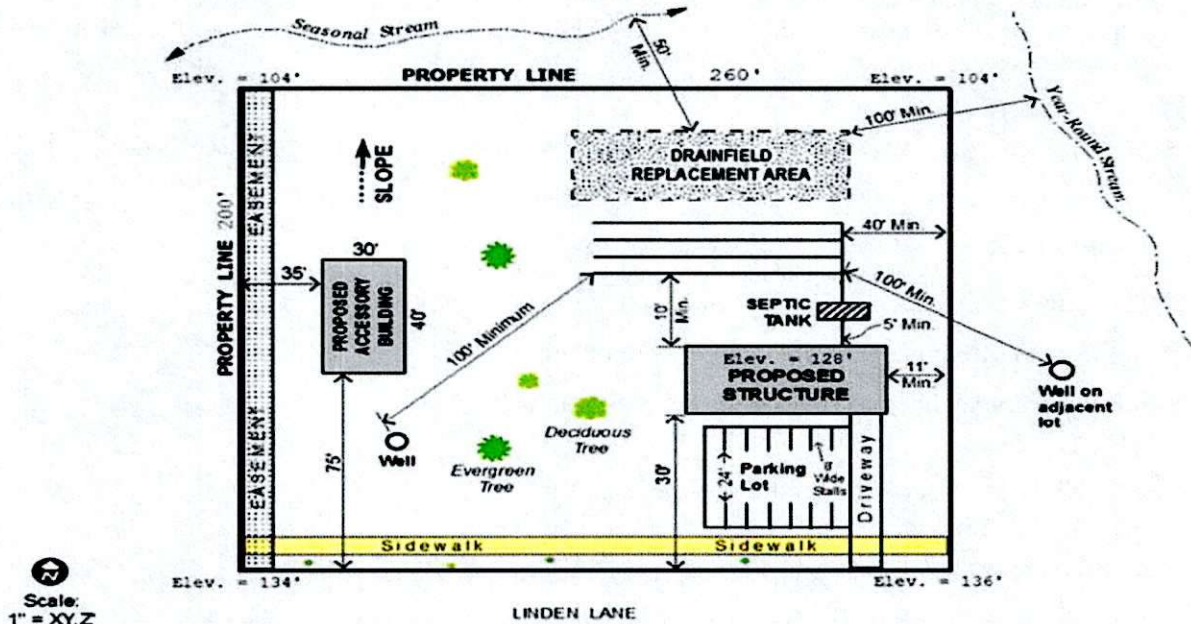 Seasonal Stream
50' Min.
Elev. = 104'
PROPERTY LINE
260'
Elev. = 104'
100' Min.
Year-Round Stream
EASEMENT
EASEMENT
EASEMENT
PROPERTY LINE 200'
SLOPE
DRAINFIELD
REPLACEMENT AREA
30'
35'
PROPOSED
ACCESSORY
BUILDING
40'
40' Min.
100' Minimum
10' Min.
SEPTIC
TANK
100' Min.
5' Min.
Elev. = 128'
PROPOSED
STRUCTURE
11'
Min.
Well on
adjacent
lot
75'
Well
Deciduous
Tree
Evergreen
Tree
30'
24'
Parking
Lot
8'
Wide
Stalls
Driveway
Sidewalk
Sidewalk
Elev. = 134'
Elev. = 136'
Z
Scale:
1" = XY.Z'
LINDEN LANE